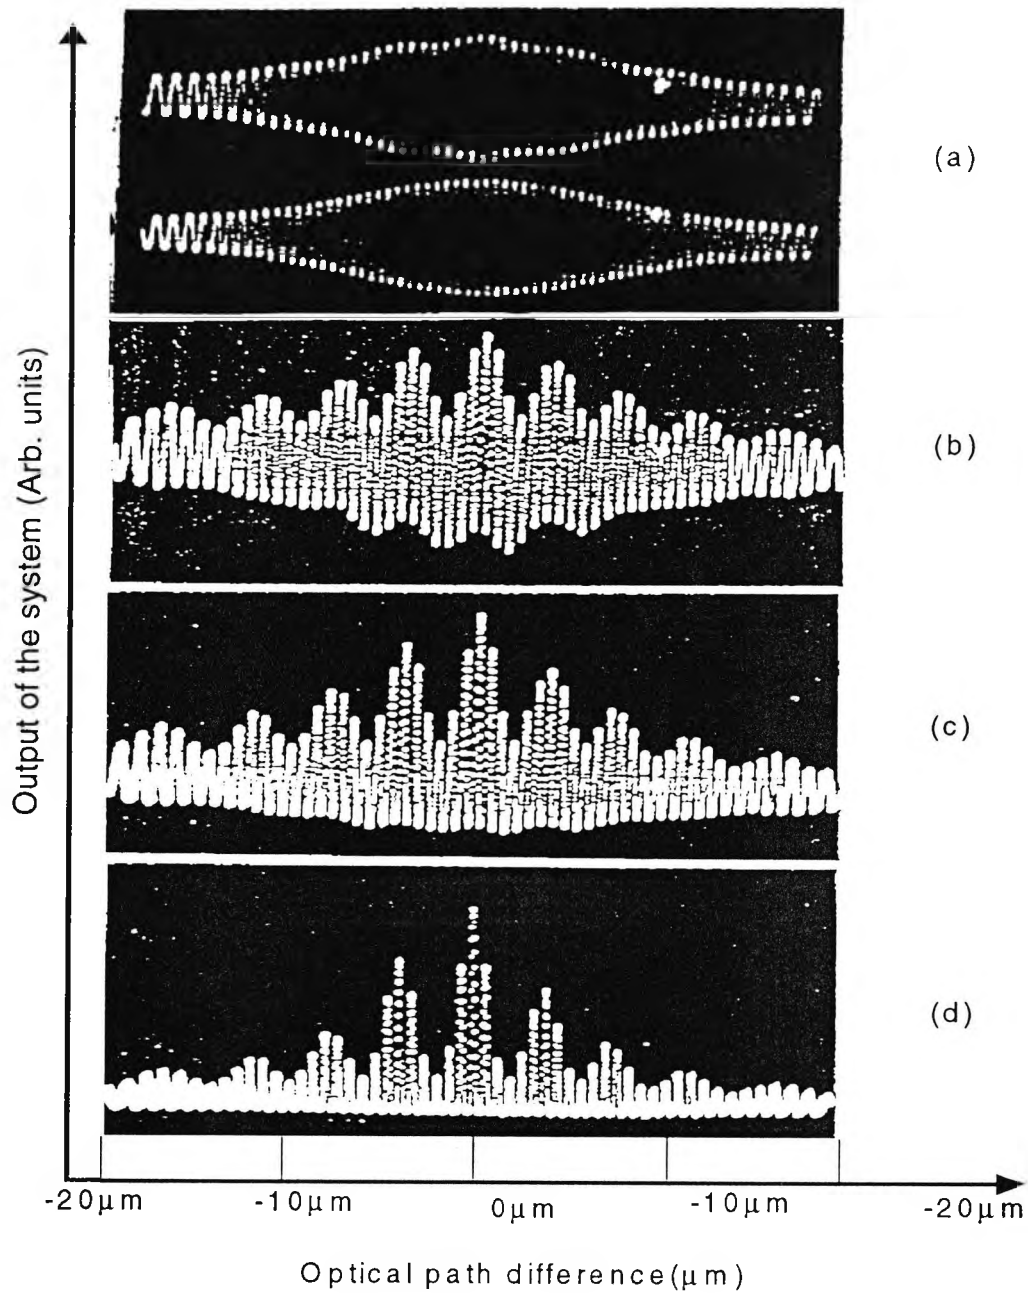 Output of the system (Arb. units)
(a)
(b)
(c)
(d)
-20μm -10μm 0μm -10μm -20μm
Optical path difference(μm)